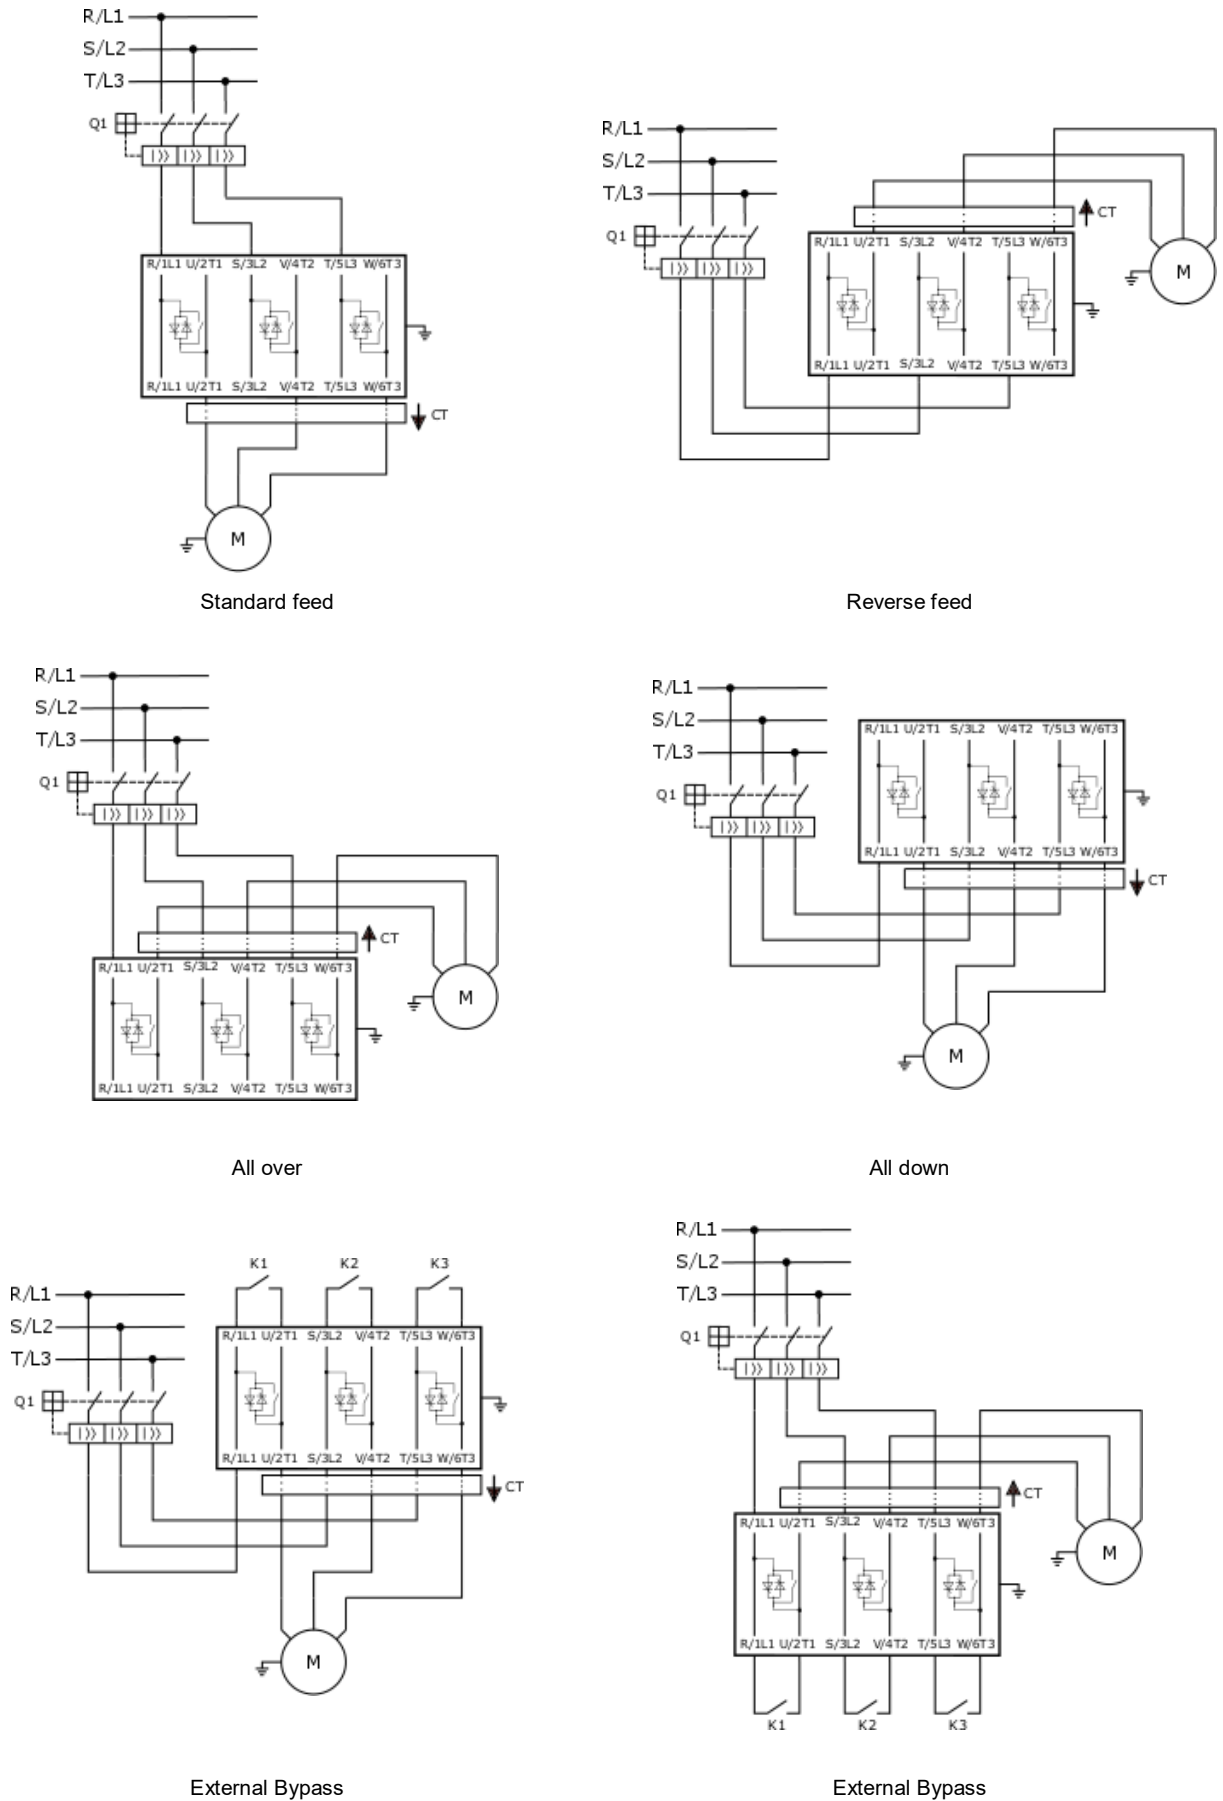 R/L1
S/L2
T/L3
Q1
R/1L1 U/2T1 S/3L2 V/4T2 T/5L3 W/6T3
R/1L1 U/2T1 S/3L2 V/4T2 T/5L3 W/6T3
CT
M
Standard feed
R/L1
S/L2
T/L3
Q1
CT
R/1L1 U/2T1 S/3L2 V/4T2 T/5L3 W/6T3
M
R/1L1 U/2T1 S/3L2 V/4T2 T/5L3 W/6T3
Reverse feed
R/L1
S/L2
T/L3
Q1
CT
R/1L1 U/2T1 S/3L2 V/4T2 T/5L3 W/6T3
M
R/1L1 U/2T1 S/3L2 V/4T2 T/5L3 W/6T3
All over
R/L1
S/L2
T/L3
Q1
R/1L1 U/2T1 S/3L2 V/4T2 T/5L3 W/6T3
R/1L1 U/2T1 S/3L2 V/4T2 T/5L3 W/6T3
CT
M
All down
K1 K2 K3
R/L1
S/L2
T/L3
Q1
R/1L1 U/2T1 S/3L2 V/4T2 T/5L3 W/6T3
R/1L1 U/2T1 S/3L2 V/4T2 T/5L3 W/6T3
CT
M
External Bypass
R/L1
S/L2
T/L3
Q1
CT
R/1L1 U/2T1 S/3L2 V/4T2 T/5L3 W/6T3
M
R/1L1 U/2T1 S/3L2 V/4T2 T/5L3 W/6T3
K1 K2 K3
External Bypass